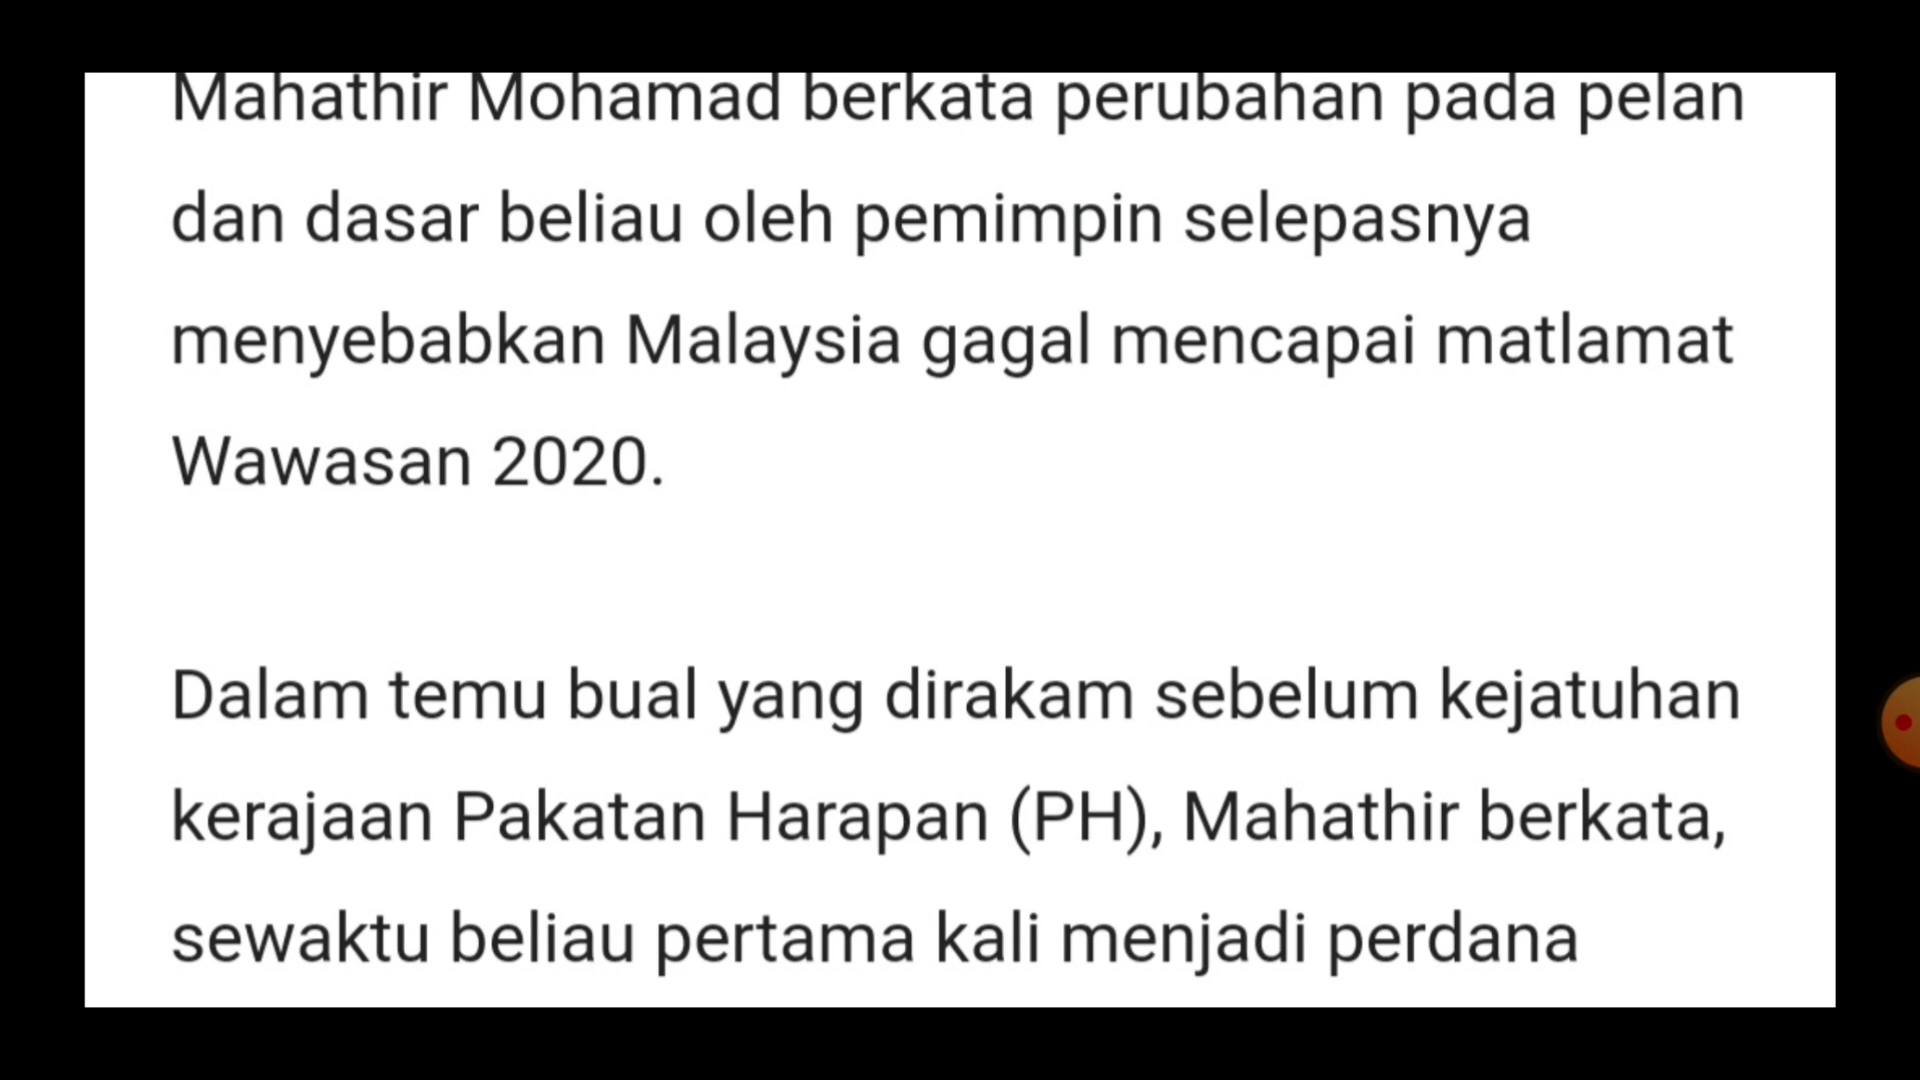 Mahathir Mohamad berkata perubahan pada pelan
dan dasar beliau oleh pemimpin selepasnya
menyebabkan Malaysia gagal mencapai matlamat
Wawasan 2020.
Dalam temu bual yang dirakam sebelum kejatuhan
kerajaan Pakatan Harapan (PH), Mahathir berkata,
sewaktu beliau pertama kali menjadi perdana